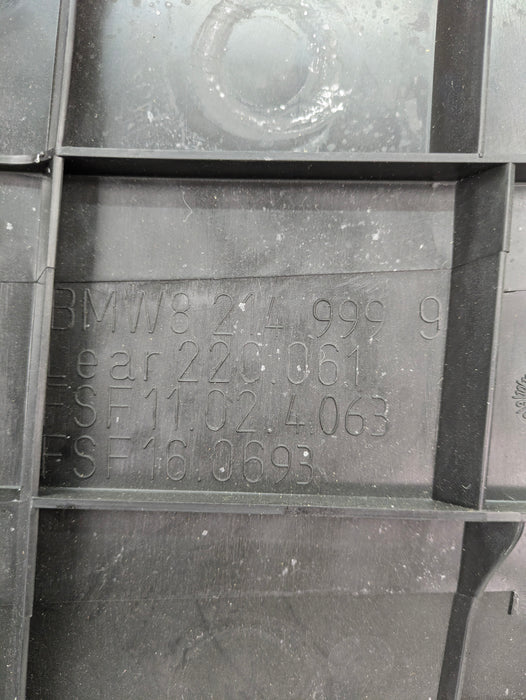 BMW8 214 999 9
Lear 220.061
FSF11.02 4.063
FSF16.0693